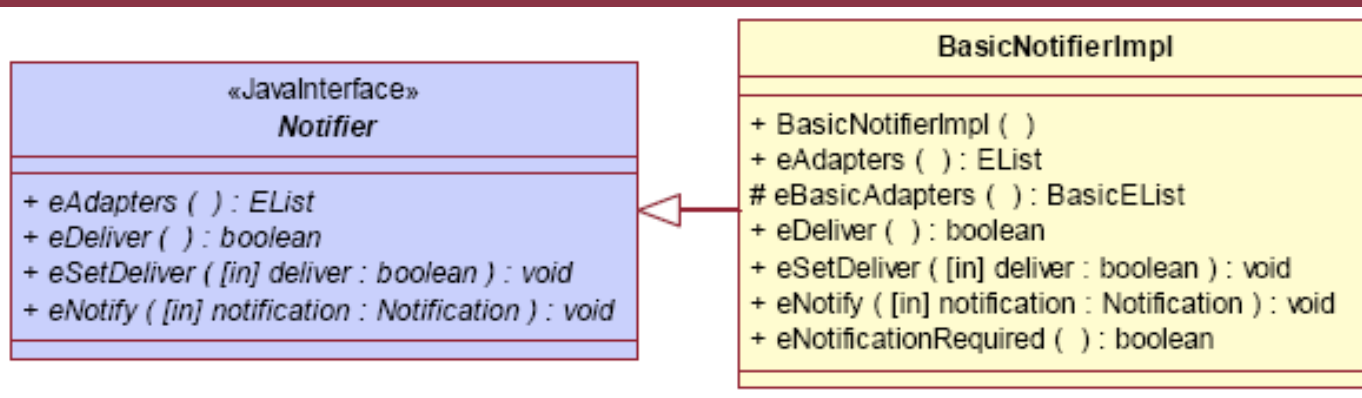 «JavaInterface»
Notifier
+ eAdapters ( ) : EList
+ eDeliver ( ) : boolean
+ eSetDeliver ( [in] deliver : boolean ) : void
+ eNotify ( [in] notification : Notification ) : void
BasicNotifierImpl
+ BasicNotifierImpl ( )
+ eAdapters ( ) : EList
# eBasicAdapters ( ) : BasicEList
+ eDeliver ( ) : boolean
+ eSetDeliver ( [in] deliver : boolean ) : void
+ eNotify ( [in] notification : Notification ) : void
+ eNotificationRequired ( ) : boolean